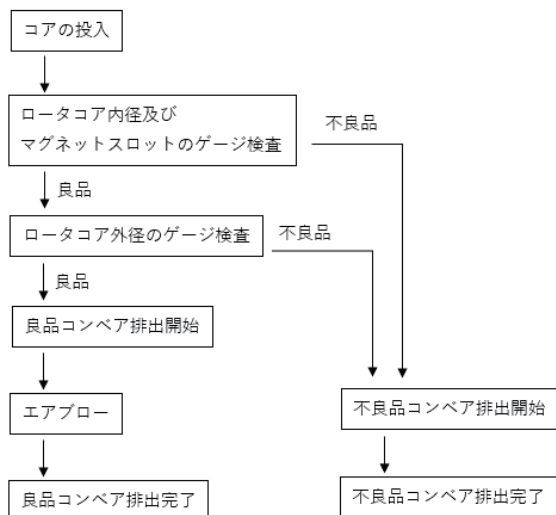 コアの投入
ロータコア内径及び
マグネットスロットのゲージ検査
不良品
良品
ロータコア外径のゲージ検査
不良品
良品
良品コンベア排出開始
エアブロー
不良品コンベア排出開始
良品コンベア排出完了
不良品コンベア排出完了